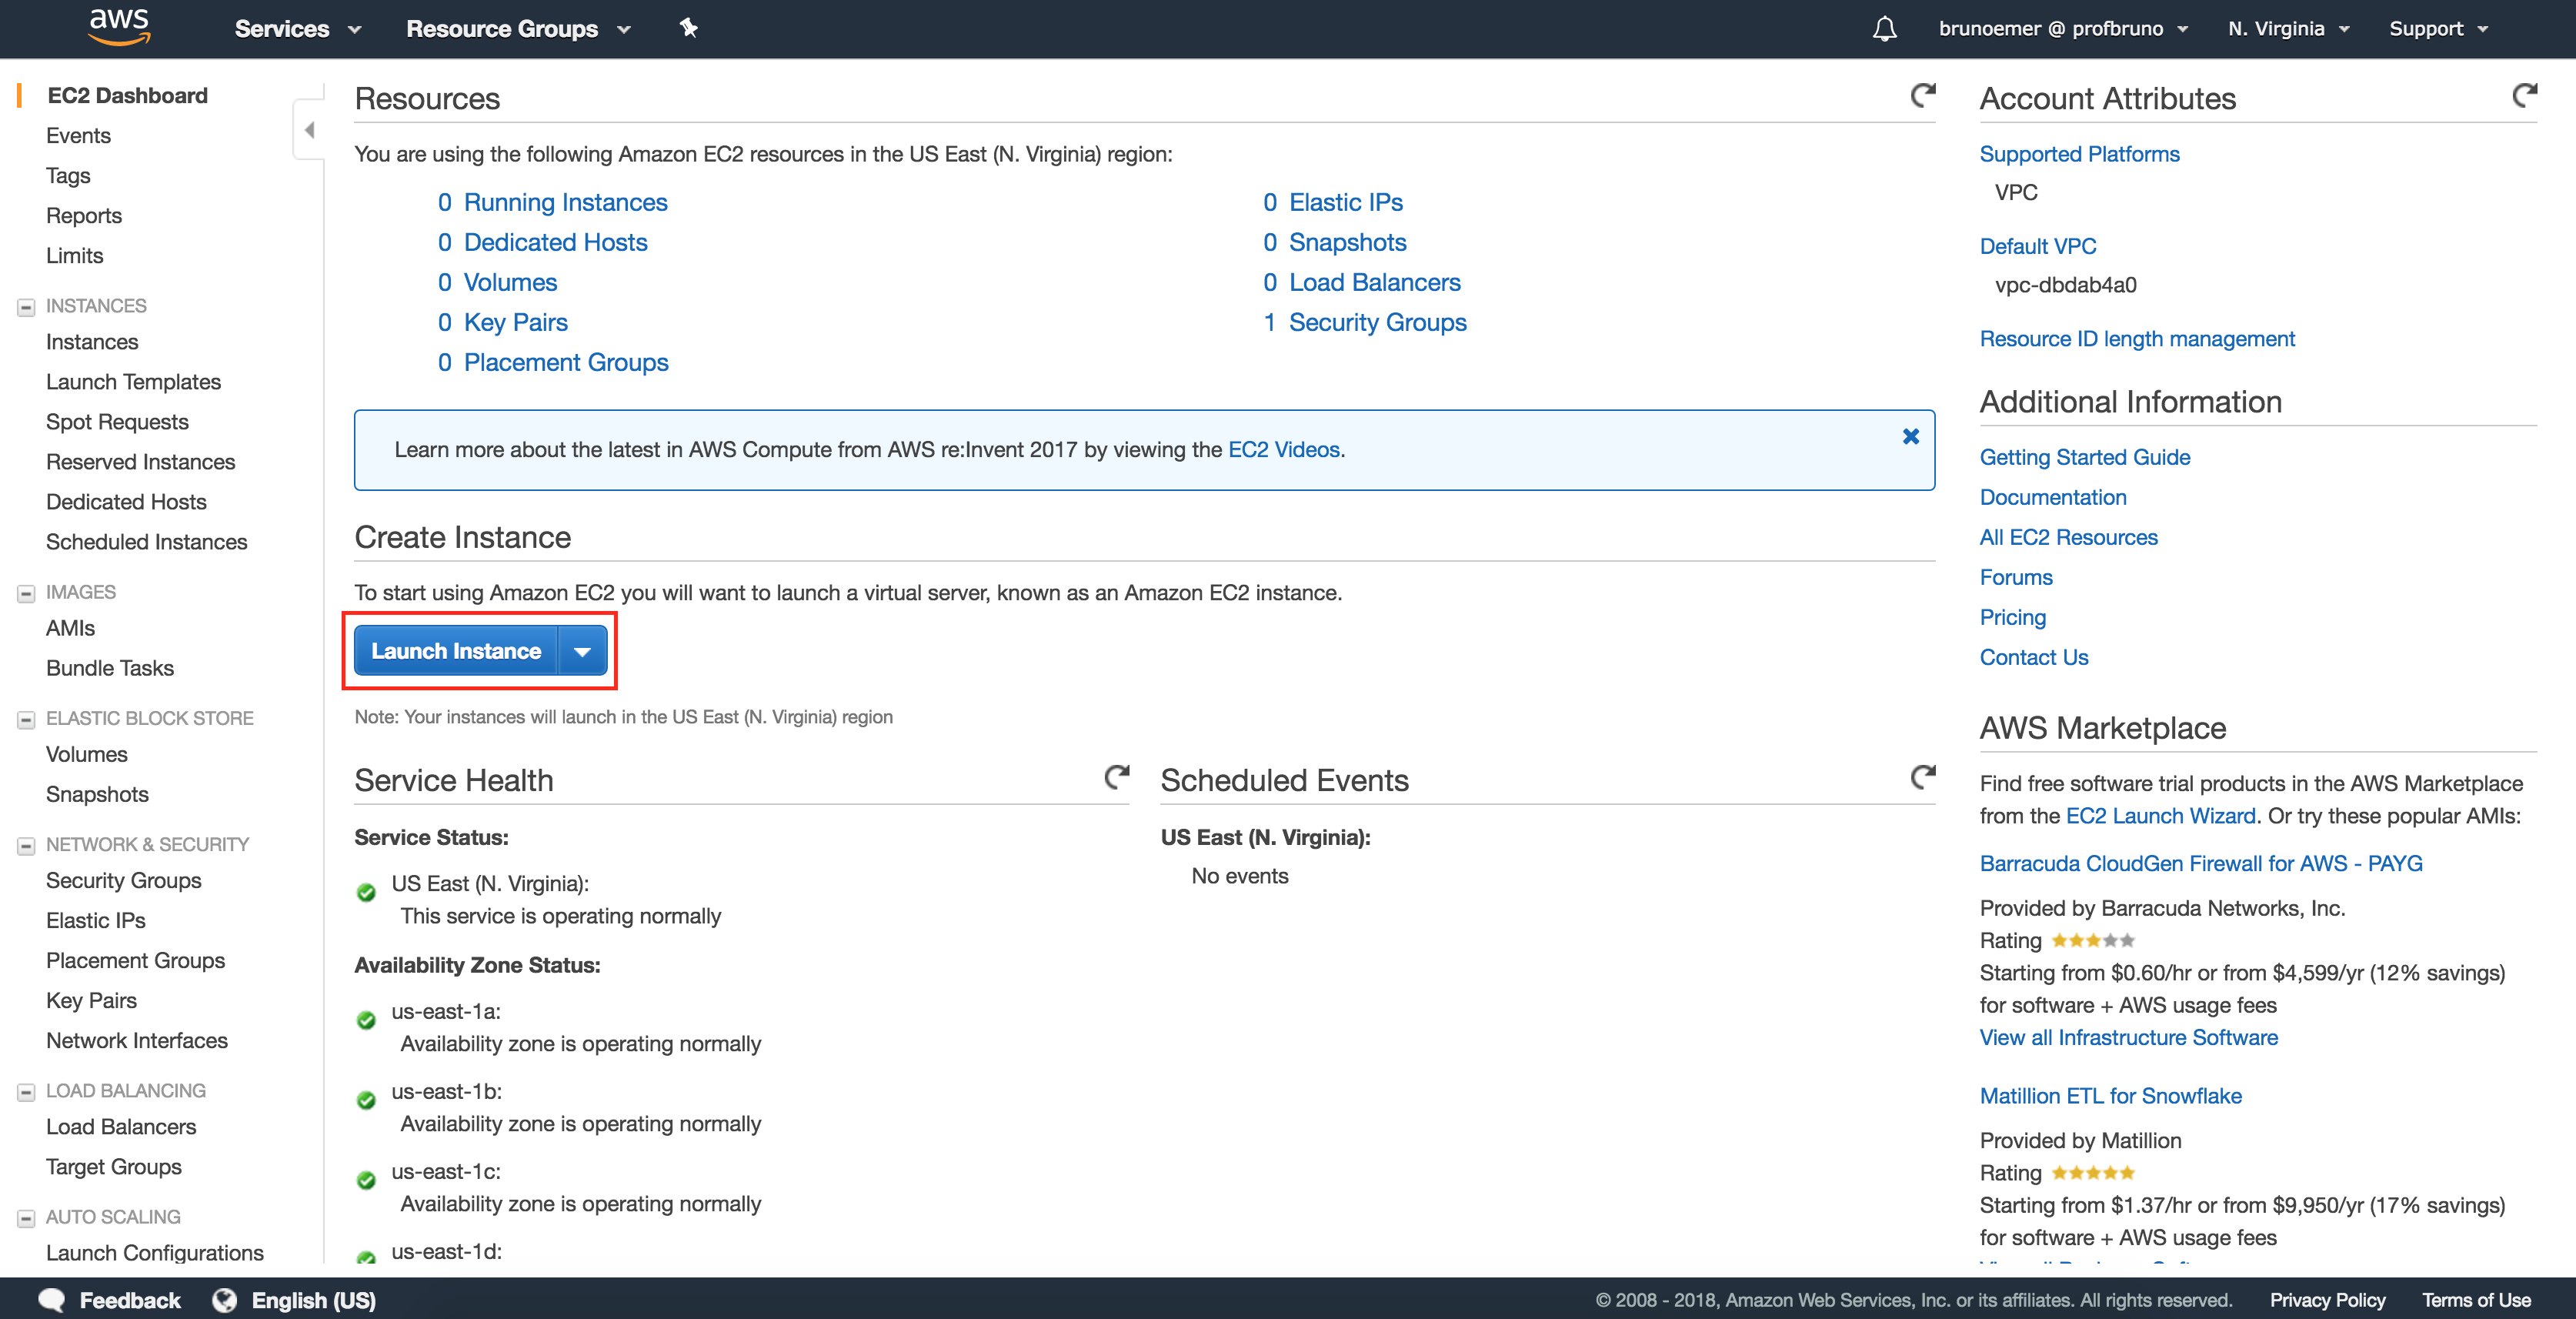 aws
Services
Resource Groups
brunoemer @ profbruno
N. Virginia
Support
EC2 Dashboard
Events
Tags
Reports
Limits
INSTANCES
Instances
Launch Templates
Spot Requests
Reserved Instances
Dedicated Hosts
Scheduled Instances
IMAGES
AMIs
Bundle Tasks
ELASTIC BLOCK STORE
Volumes
Snapshots
NETWORK & SECURITY
Security Groups
Elastic IPs
Placement Groups
Key Pairs
Network Interfaces
LOAD BALANCING
Load Balancers
Target Groups
AUTO SCALING
Launch Configurations
Resources
You are using the following Amazon EC2 resources in the US East (N. Virginia) region:
0 Running Instances
0 Dedicated Hosts
0 Volumes
0 Key Pairs
0 Placement Groups
0 Elastic IPs
0 Snapshots
0 Load Balancers
1 Security Groups
Learn more about the latest in AWS Compute from AWS re:Invent 2017 by viewing the EC2 Videos.
Create Instance
To start using Amazon EC2 you will want to launch a virtual server, known as an Amazon EC2 instance.
Launch Instance
Note: Your instances will launch in the US East (N. Virginia) region
Service Health
Service Status:
US East (N. Virginia):
This service is operating normally
Availability Zone Status:
us-east-1a:
Availability zone is operating normally
us-east-1b:
Availability zone is operating normally
us-east-1c:
Availability zone is operating normally
us-east-1d:
Scheduled Events
US East (N. Virginia):
No events
Account Attributes
Supported Platforms
VPC
Default VPC
vpc-dbdab4a0
Resource ID length management
Additional Information
Getting Started Guide
Documentation
All EC2 Resources
Forums
Pricing
Contact Us
AWS Marketplace
Find free software trial products in the AWS Marketplace
from the EC2 Launch Wizard. Or try these popular AMIs:
Barracuda CloudGen Firewall for AWS - PAYG
Provided by Barracuda Networks, Inc.
Rating
Starting from $0.60/hr or from $4,599/yr (12% savings)
for software + AWS usage fees
View all Infrastructure Software
Matillion ETL for Snowflake
Provided by Matillion
Rating
Starting from $1.37/hr or from $9,950/yr (17% savings)
for software + AWS usage fees
Feedback
English (US)
© 2008 - 2018, Amazon Web Services, Inc. or its affiliates. All rights reserved.
Privacy Policy
Terms of Use